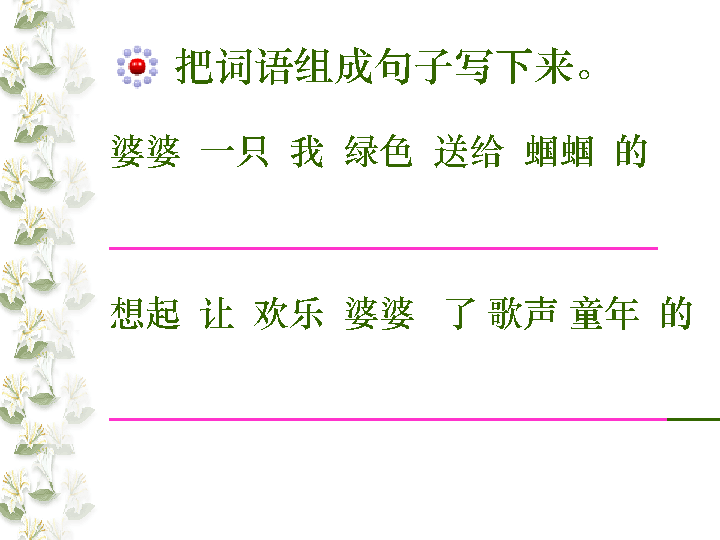 把词语组成句子写下来。
婆婆 一只 我 绿色 送给 蝈蝈 的
想起 让 欢乐 婆婆 了 歌声 童年 的